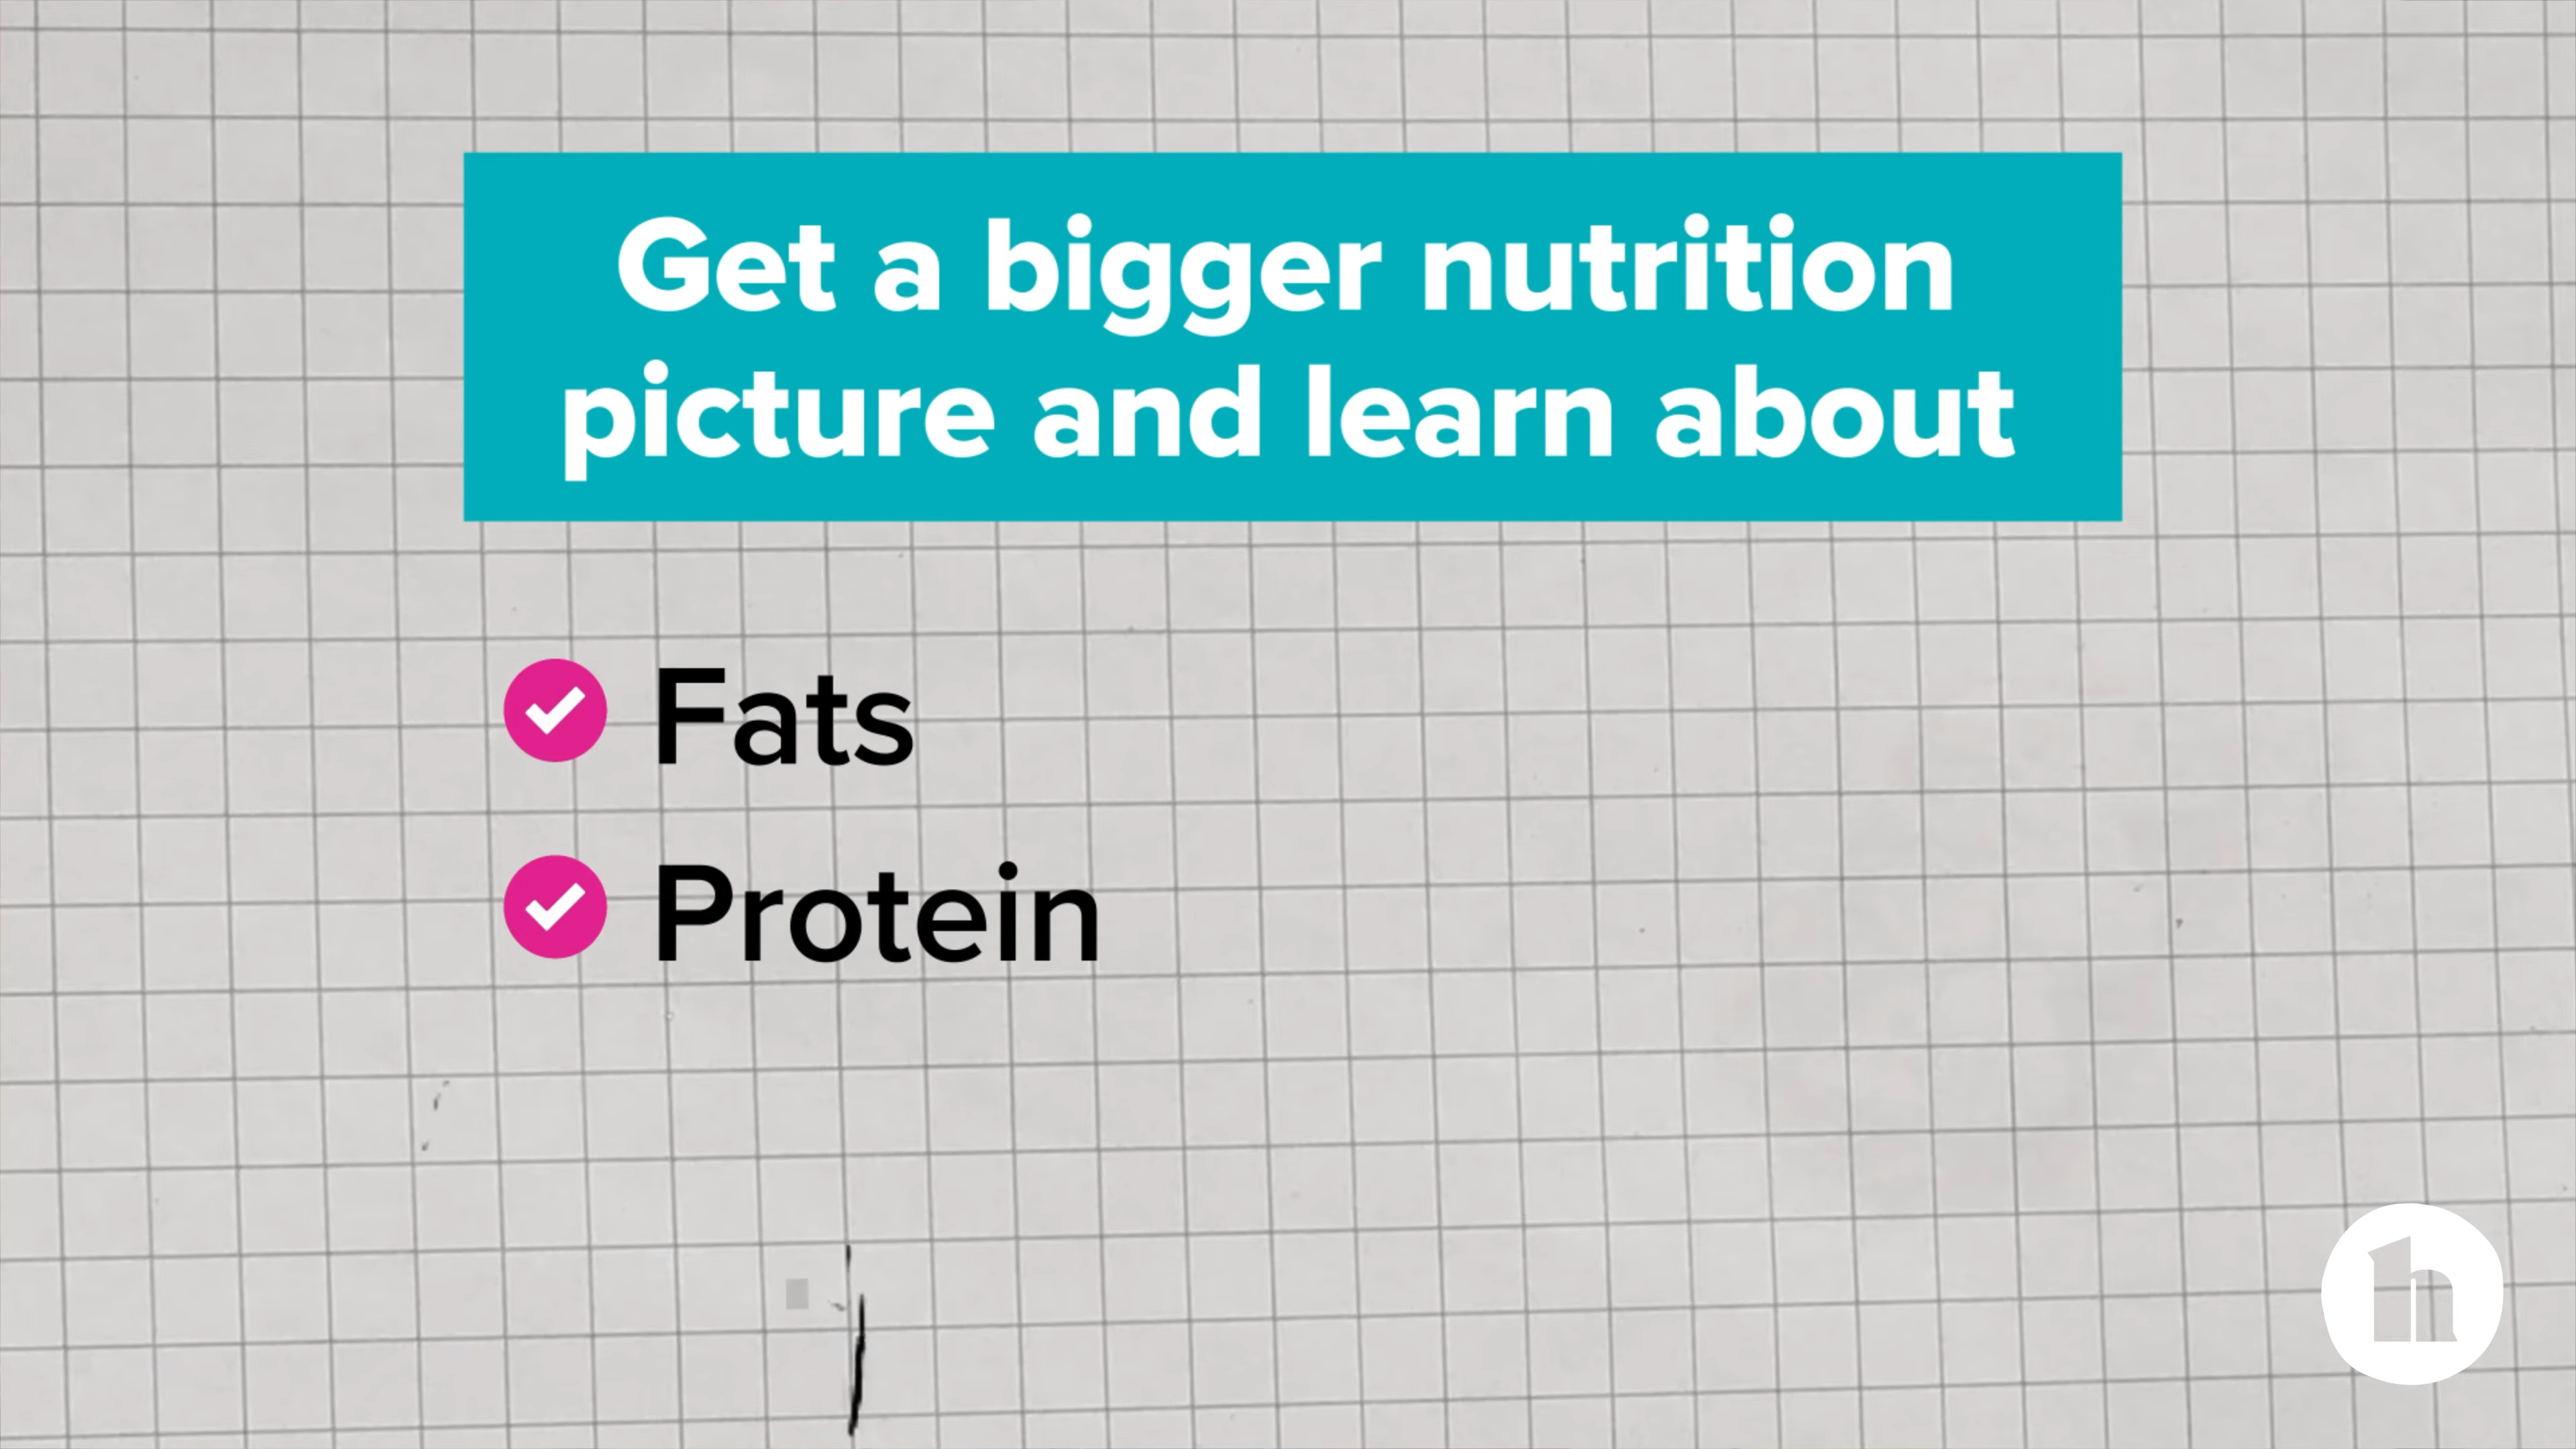 Get a bigger nutrition
picture and learn about
Fats
Protein
h